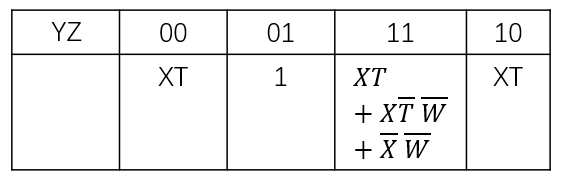 YZ 00 01 11 10
XT 1 XT XT
+ XT̅ W̅
+ X̅ W̅